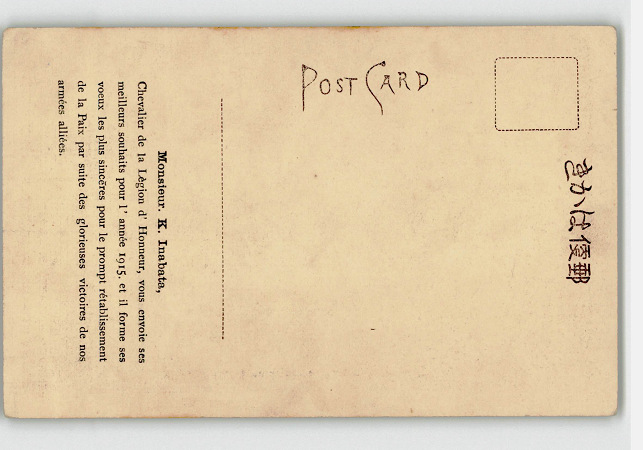 POST CARD
きかは便郵
Monsieur. K. Inabata,
Chevalier de la Légion d' Honneur, vous envoie ses
meilleurs souhaits pour l' année 1915, et il forme ses
voeux les plus sincères pour le prompt rétablissement
de la Paix par suite des glorieuses victoires de nos
armées alliées.